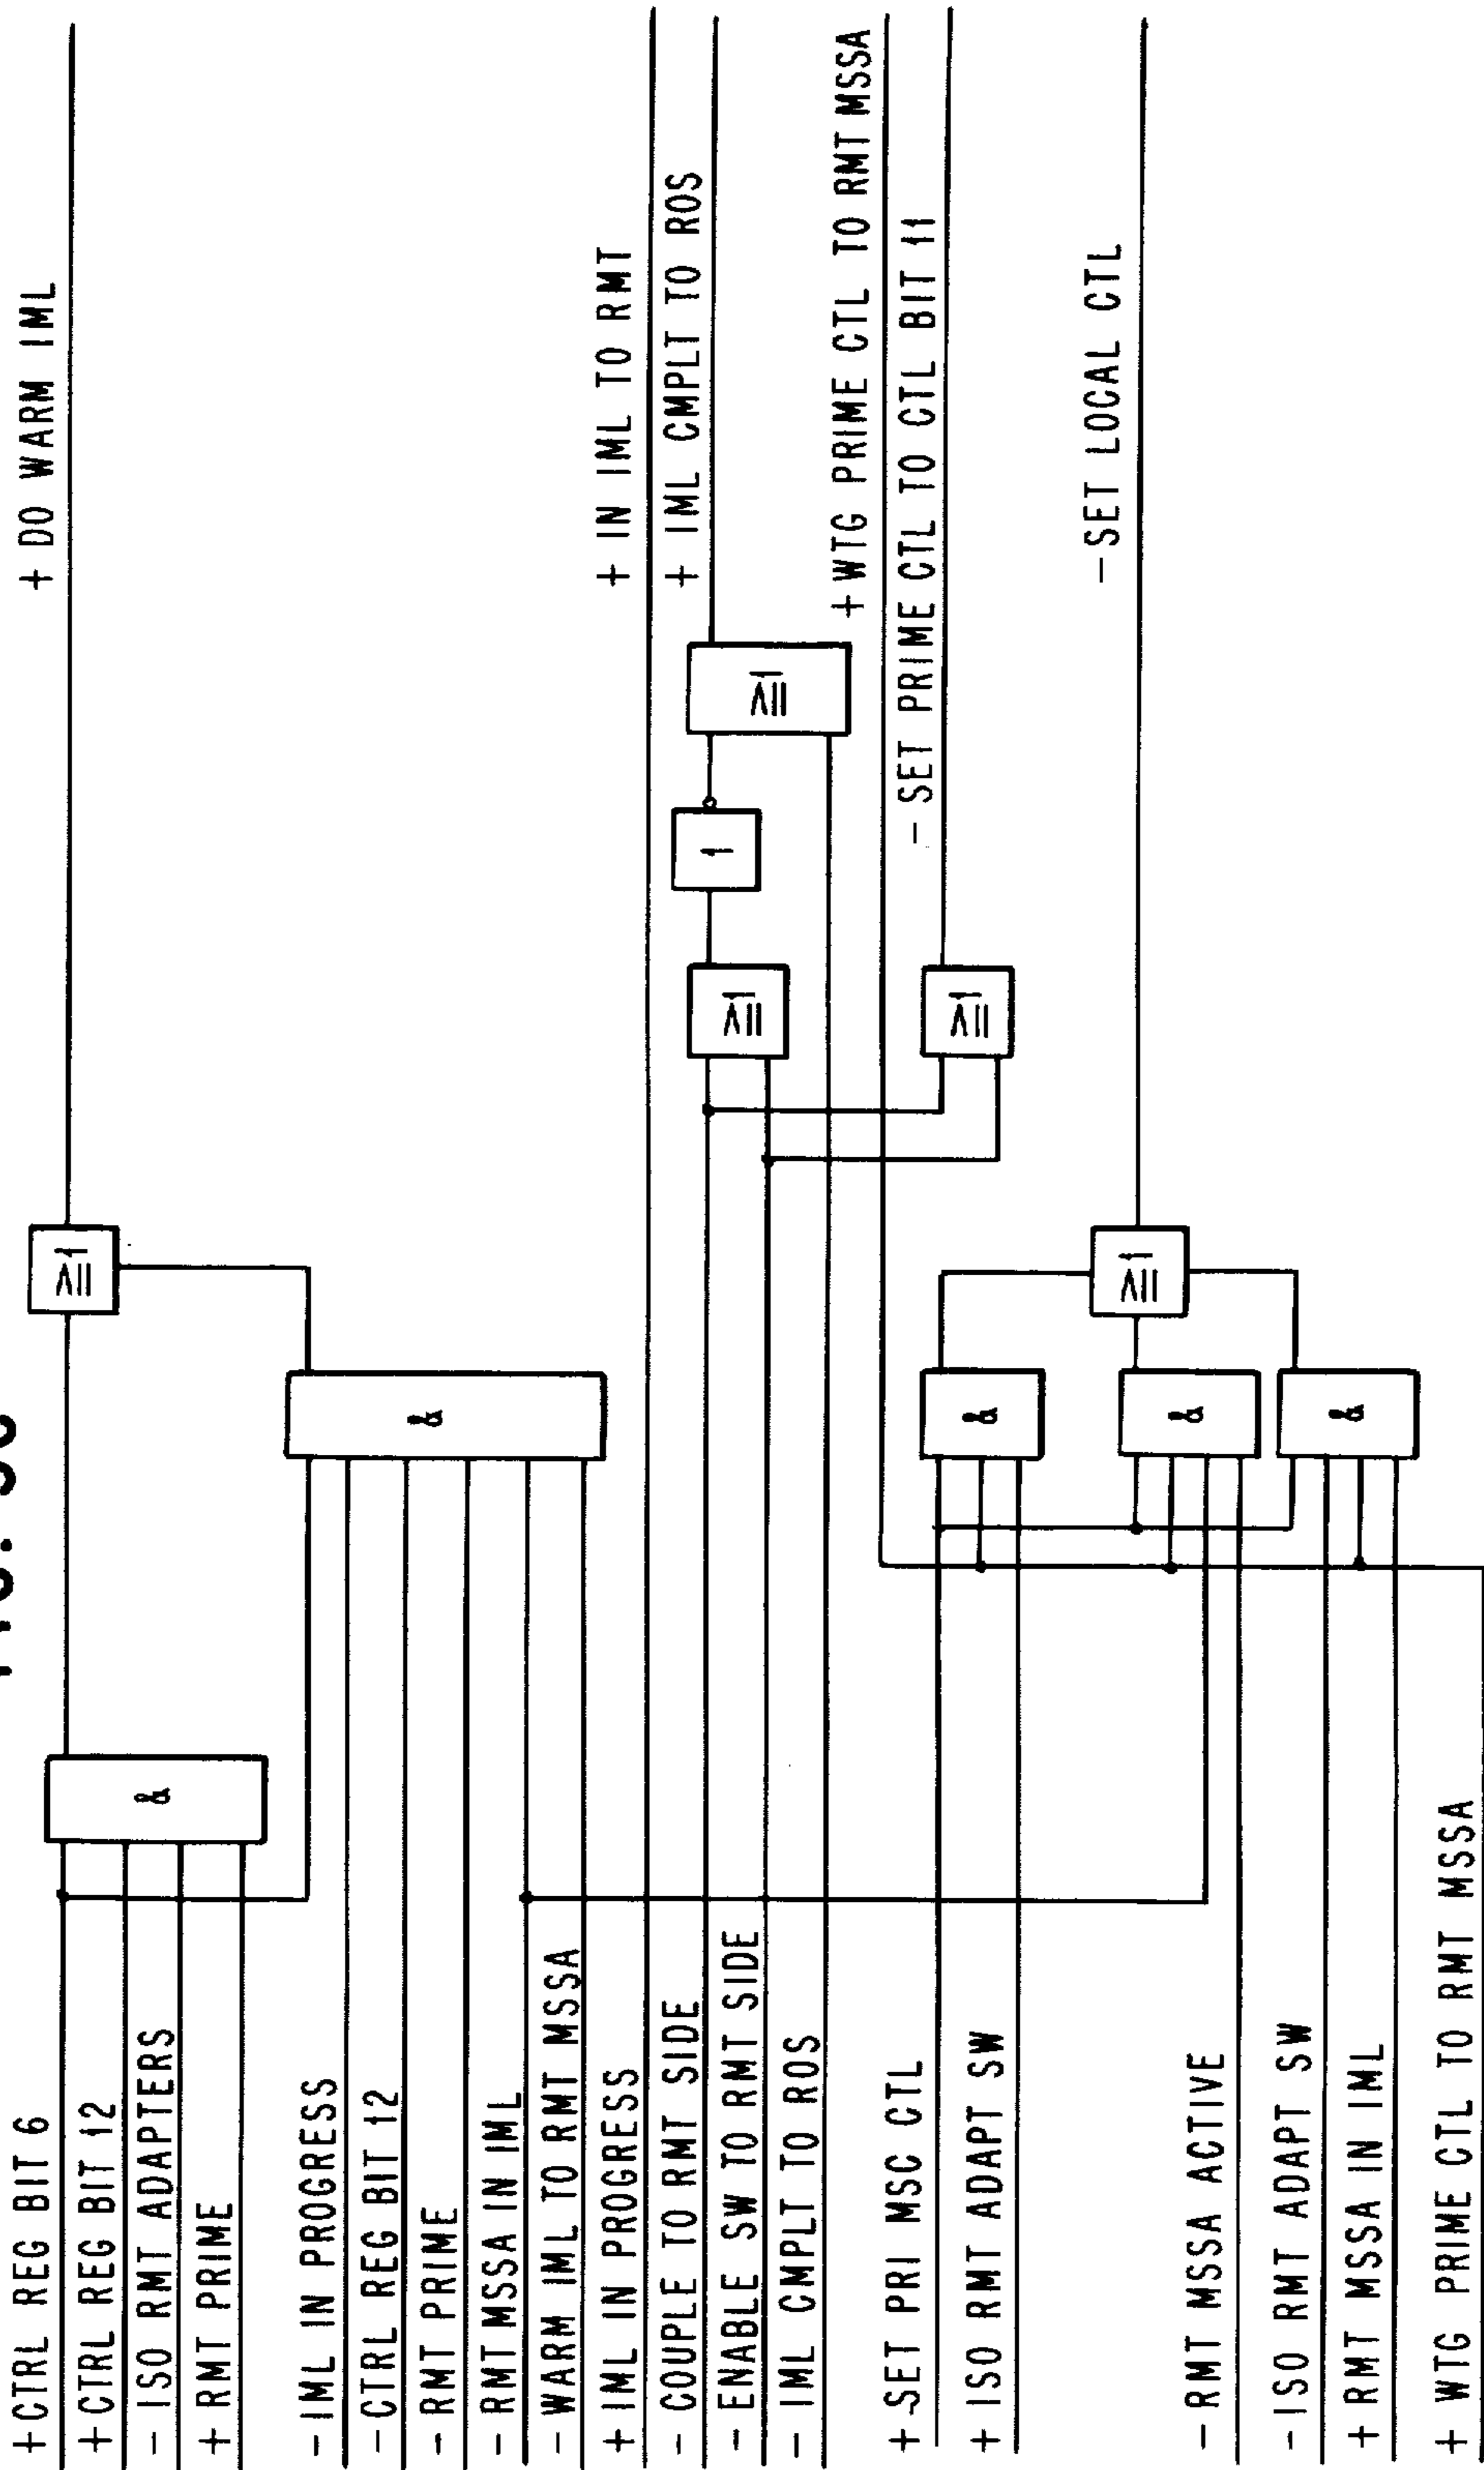 +CTRL REG BIT 6
+CTRL REG BIT 12
- ISO RMT ADAPTERS
+ RMT PRIME
- IML IN PROGRESS
-CTRL REG BIT 12
- RMT PRIME
- RMT MSSA IN IML
- WARM IML TO RMT MSSA
+ IML IN PROGRESS
- COUPLE TO RMT SIDE
- ENABLE SW TO RMT SIDE
- IML CMPLT TO ROS
+ SET PRI MSC CTL
+ ISO RMT ADAPT SW
- RMT MSSA ACTIVE
- ISO RMT ADAPT SW
+ RMT MSSA IN IML
+ WTG PRIME CTL TO RMT MSSA
&
&
&
&
&
≥1
≥1
≥1
≥1
1
≥1
+ DO WARM IML
+ IN IML TO RMT
+ IML CMPLT TO ROS
+WTG PRIME CTL TO RMT MSSA
- SET PRIME CTL TO CTL BIT 11
-SET LOCAL CTL